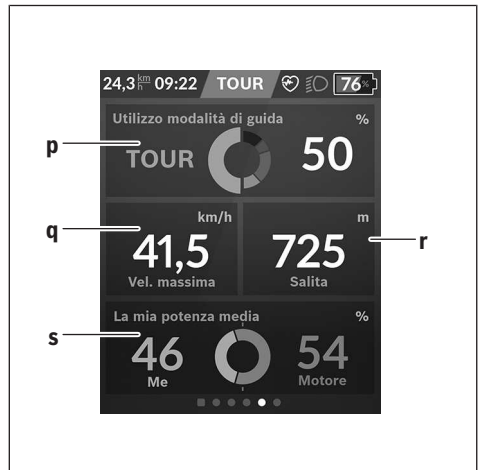 24,3 km/h 09:22 TOUR 76%
Utilizzo modalità di guida %
p
TOUR 50
q
km/h m
41,5 725
r
Vel. massima Salita
La mia potenza media %
s
46 54
Me Motore